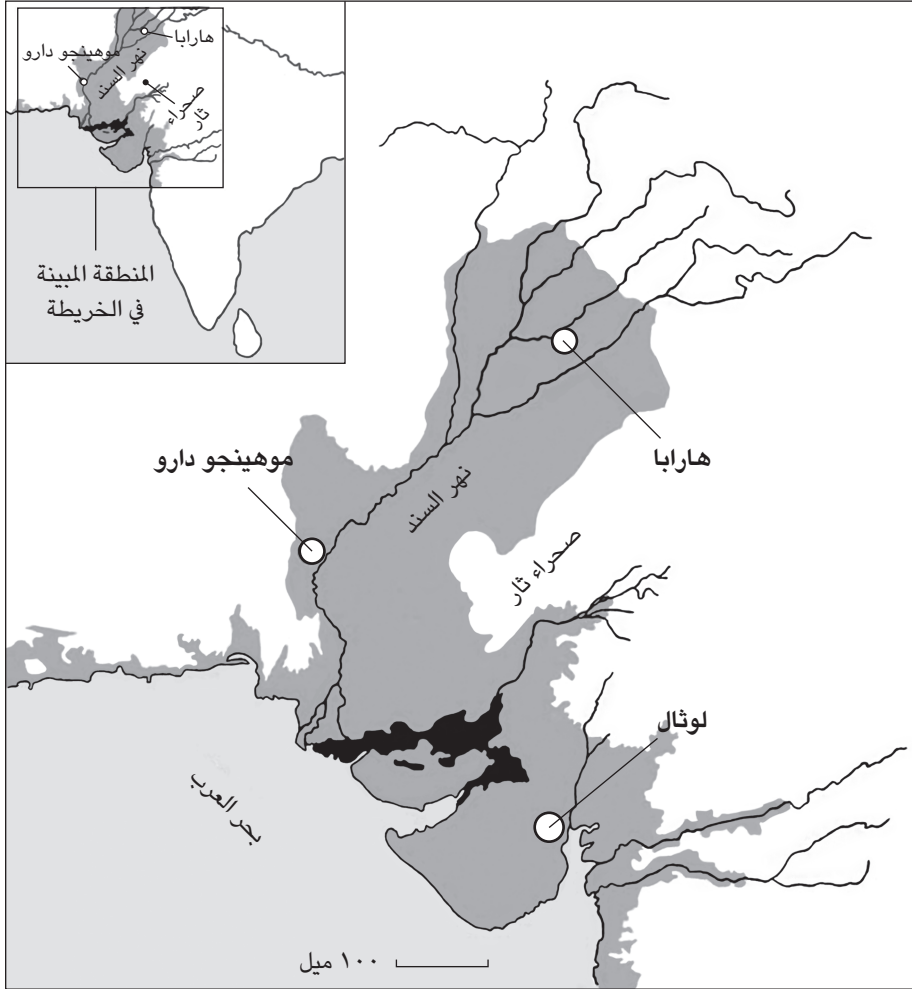 هارابا
موهينجو دارو
نهر السند
صحراء
ثار
المنطقة المبينة
في الخريطة
هارابا
موهينجو دارو
نهر السند
صحراء ثار
لوثال
بحر العرب
١٠٠ ميل